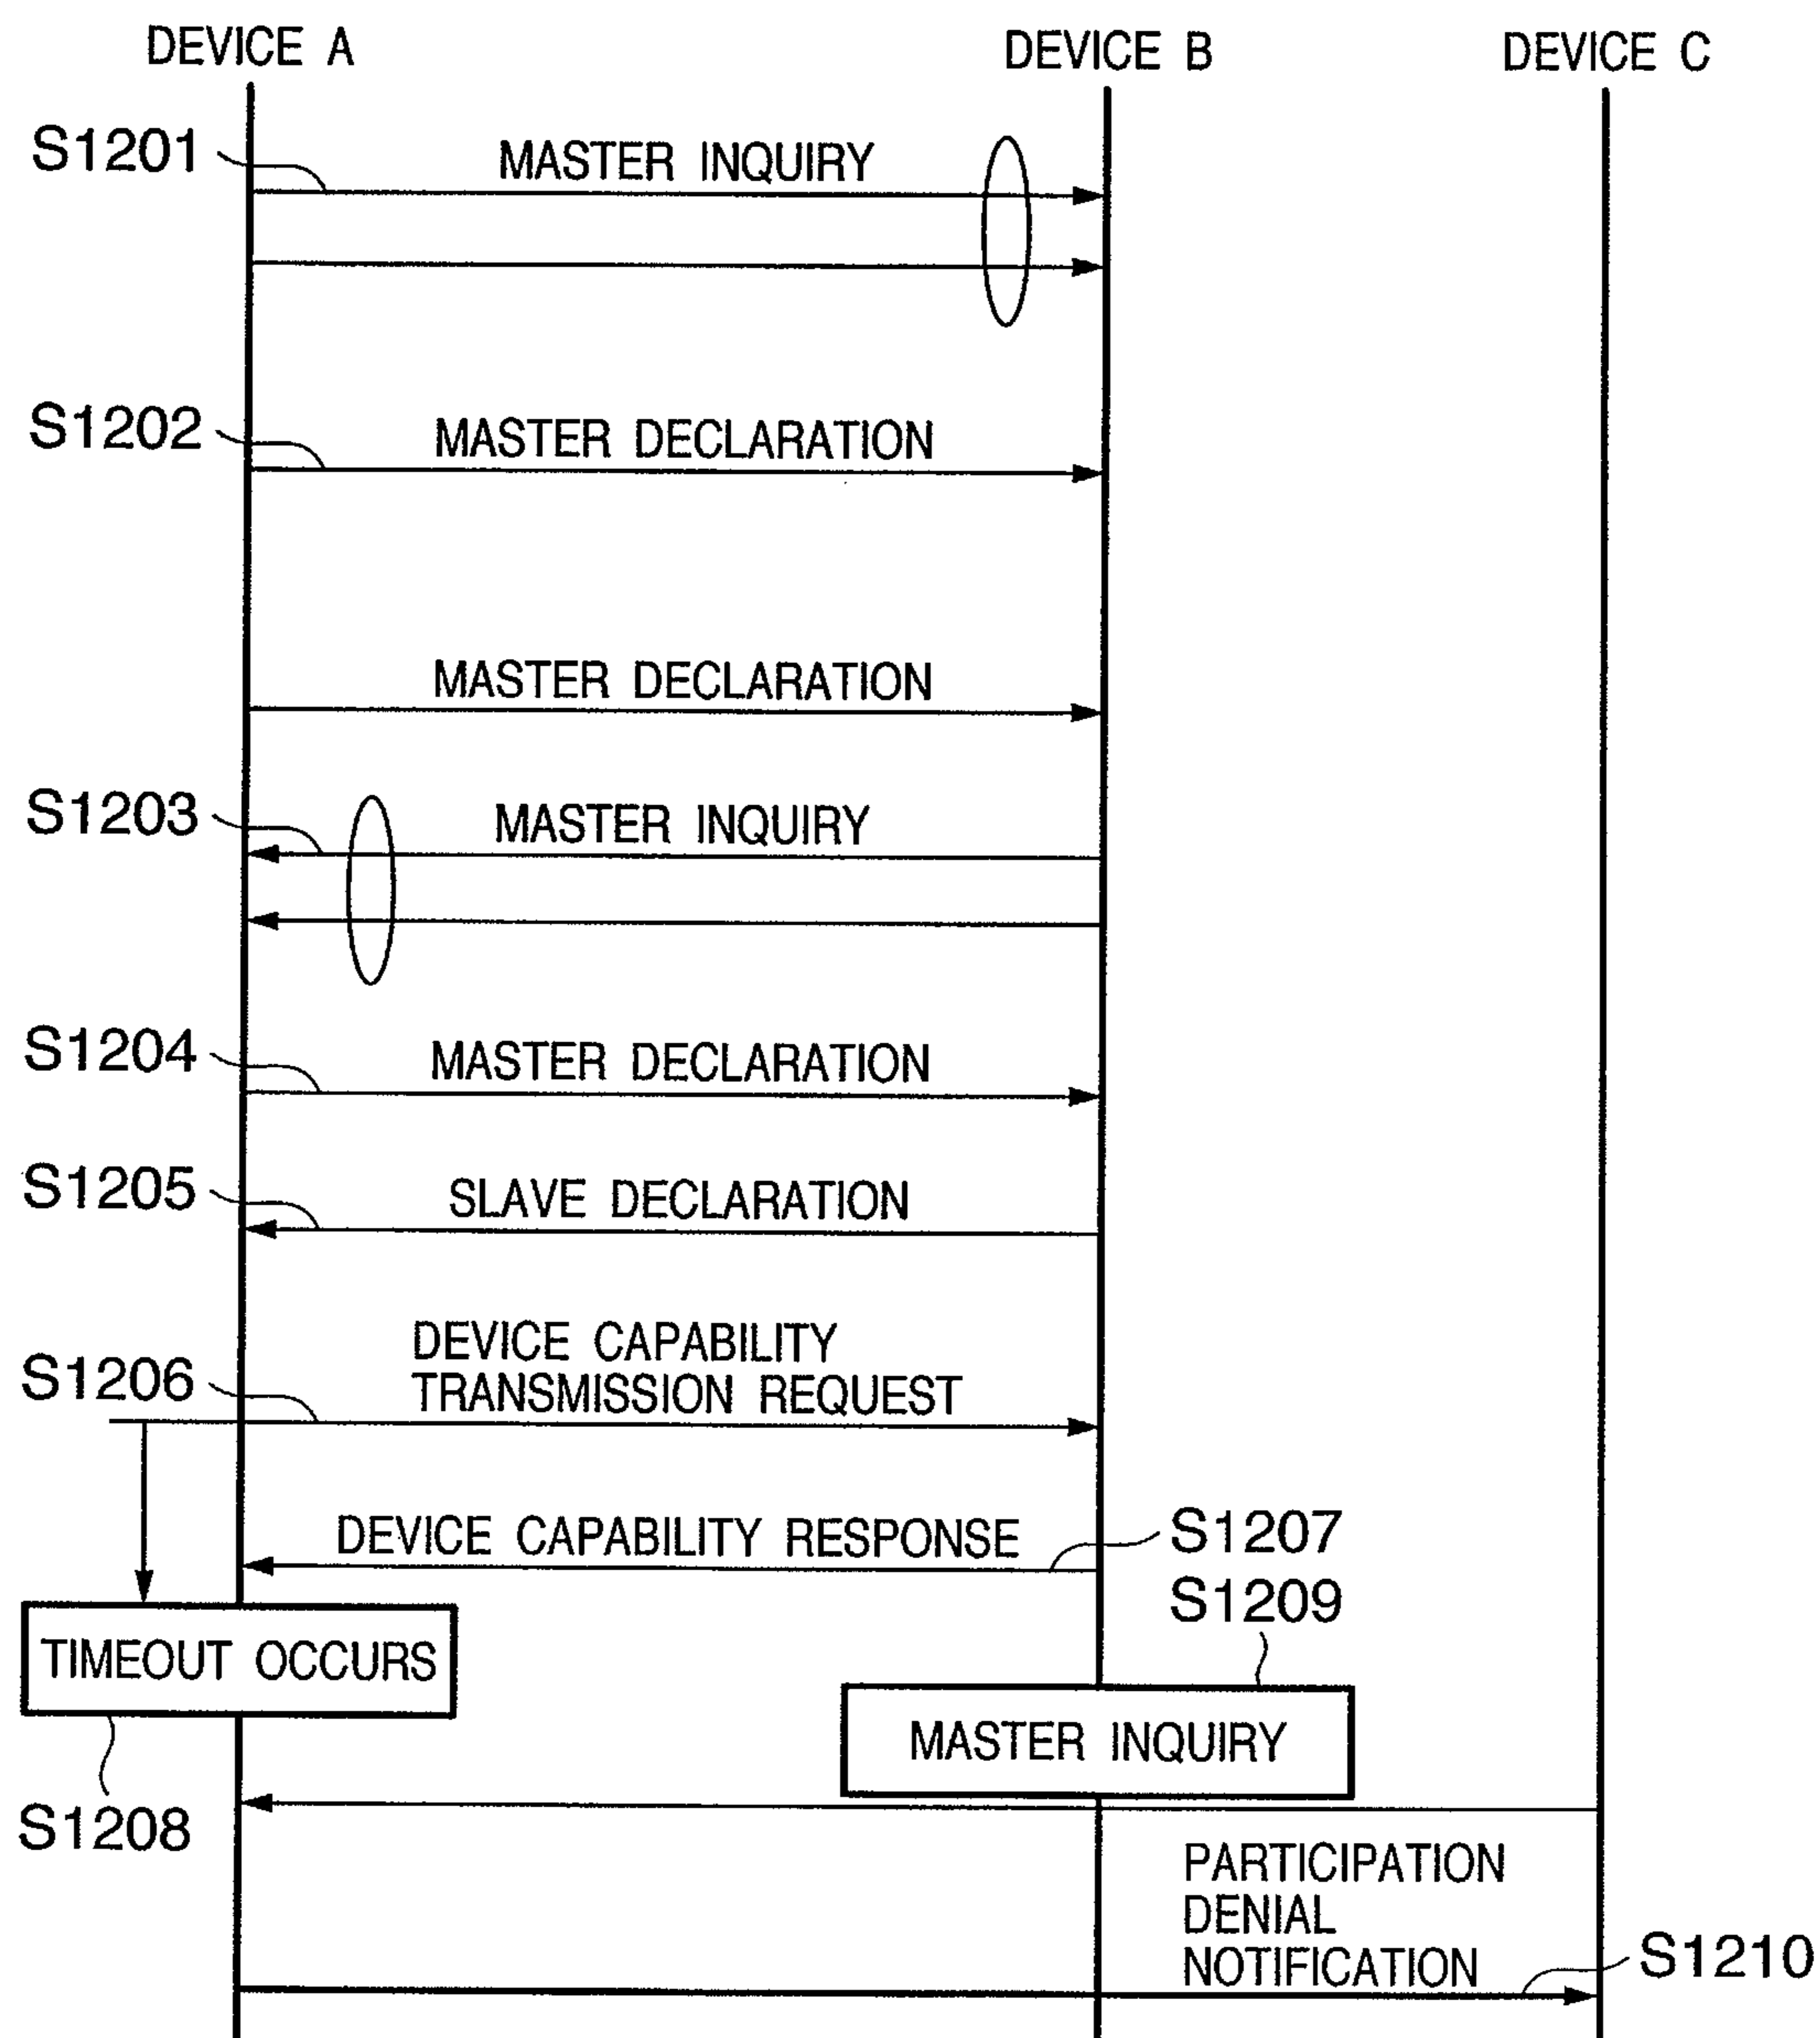 DEVICE A
DEVICE B
DEVICE C
S1201
MASTER INQUIRY
S1202
MASTER DECLARATION
MASTER DECLARATION
S1203
MASTER INQUIRY
S1204
MASTER DECLARATION
S1205
SLAVE DECLARATION
S1206
DEVICE CAPABILITY
TRANSMISSION REQUEST
DEVICE CAPABILITY RESPONSE
S1207
S1209
TIMEOUT OCCURS
MASTER INQUIRY
S1208
PARTICIPATION
DENIAL
NOTIFICATION
S1210